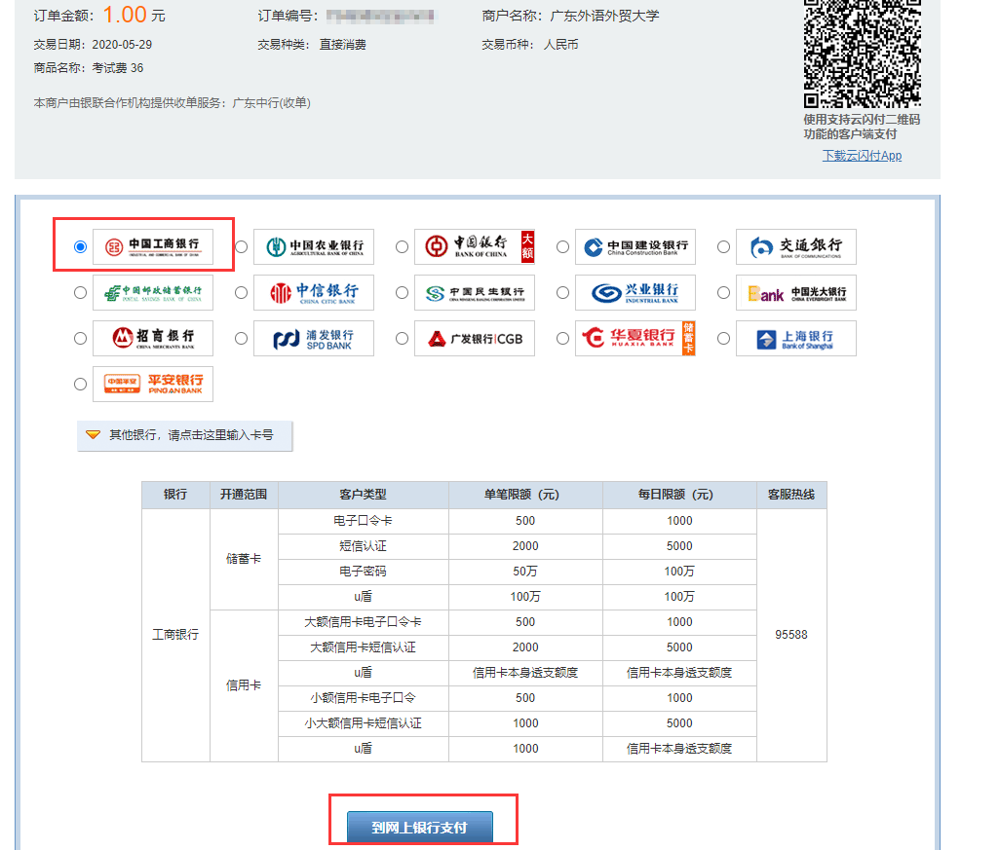 订单金额：1.00 元 订单编号： 商户名称：广东外语外贸大学
交易日期：2020-05-29 交易种类：直接消费 交易币种：人民币
商品名称：考试费 36
本商户由银联合作机构提供收单服务：广东中行(收单)
使用支持云闪付二维码
功能的客户端支付
下载云闪付App
中国工商银行 INDUSTRIAL AND COMMERCIAL BANK OF CHINA 中国农业银行 AGRICULTURAL BANK OF CHINA 中国银行 BANK OF CHINA 大额 中国建设银行 China Construction Bank 交通银行 BANK OF COMMUNICATIONS
中国邮政储蓄银行 POSTAL SAVINGS BANK OF CHINA 中信银行 CHINA CITIC BANK 中国民生银行 CHINA MINSHENG BANKING CORPORATION LIMITED 兴业银行 INDUSTRIAL BANK Bank 中国光大银行 CHINA EVERBRIGHT BANK
招商银行 CHINA MERCHANTS BANK 浦发银行 SPD BANK 广发银行|CGB 华夏银行 HUAXIA BANK 储蓄卡 上海银行 Bank of Shanghai
中国平安 平安银行 PING AN BANK
其他银行，请点击这里输入卡号
银行 开通范围 客户类型 单笔限额（元） 每日限额（元） 客服热线
工商银行 储蓄卡 电子口令卡 500 1000 95588
短信认证 2000 5000
电子密码 50万 100万
u盾 100万 100万
信用卡 大额信用卡电子口令卡 500 1000
大额信用卡短信认证 2000 5000
u盾 信用卡本身透支额度 信用卡本身透支额度
小额信用卡电子口令 500 1000
小大额信用卡短信认证 1000 5000
u盾 1000 信用卡本身透支额度
到网上银行支付